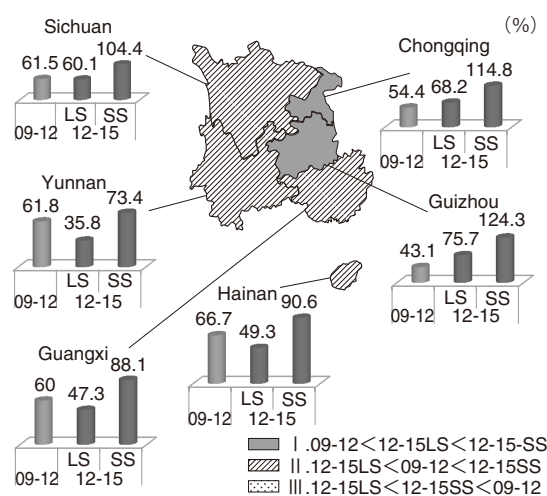 (%)
Sichuan
61.5 60.1 104.4
LS SS
09-12 12-15
Chongqing
54.4 68.2 114.8
LS SS
09-12 12-15
Yunnan
61.8 35.8 73.4
LS SS
09-12 12-15
Guizhou
43.1 75.7 124.3
LS SS
09-12 12-15
Hainan
66.7 49.3 90.6
LS SS
09-12 12-15
Guangxi
60 47.3 88.1
LS SS
09-12 12-15
Ⅰ.09-12<12-15LS<12-15-SS
Ⅱ.12-15LS<09-12<12-15SS
Ⅲ.12-15LS<12-15SS<09-12